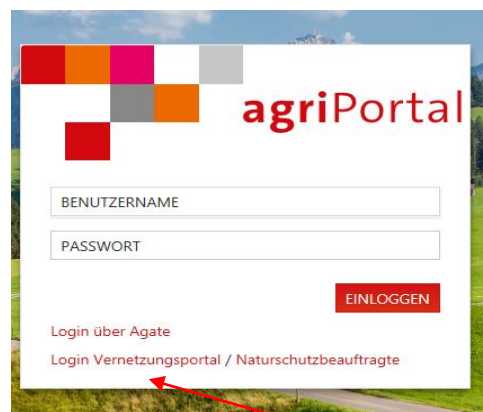 agriPortal
BENUTZERNAME
PASSWORT
EINLOGGEN
Login über Agate
Login Vernetzungsportal / Naturschutzbeauftragte